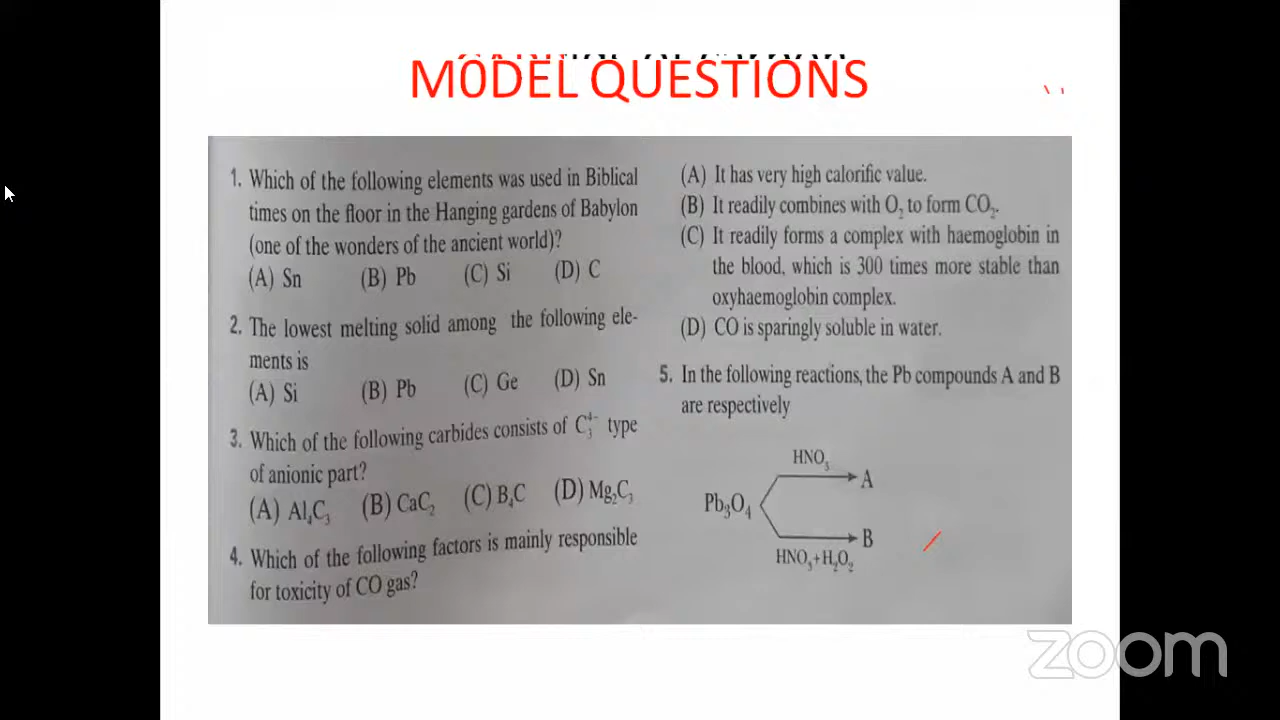 M0DEL QUESTIONS
1. Which of the following elements was used in Biblical
times on the floor in the Hanging gardens of Babylon
(one of the wonders of the ancient world)?
(A) Sn (B) Pb (C) Si (D) C
2. The lowest melting solid among the following ele-
ments is
(A) Si (B) Pb (C) Ge (D) Sn
3. Which of the following carbides consists of C₃⁴⁻ type
of anionic part?
(A) Al₄C₃ (B) CaC₂ (C) B₄C (D) Mg₂C₃
4. Which of the following factors is mainly responsible
for toxicity of CO gas?
(A) It has very high calorific value.
(B) It readily combines with O₂ to form CO₂.
(C) It readily forms a complex with haemoglobin in
the blood, which is 300 times more stable than
oxyhaemoglobin complex.
(D) CO is sparingly soluble in water.
5. In the following reactions, the Pb compounds A and B
are respectively
HNO₃
A
Pb₃O₄
B
HNO₃+H₂O₂
zoom